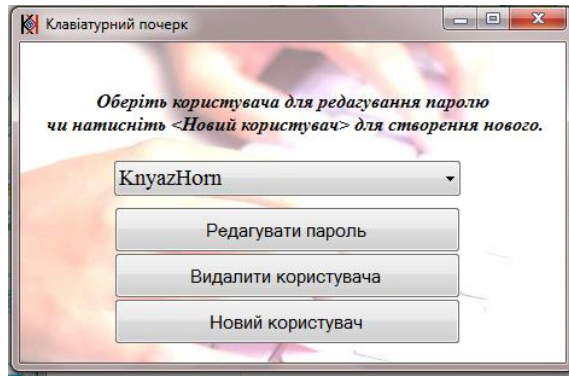 Клавіатурний почерк
Оберіть користувача для редагування паролю
чи натисніть <Новий користувач> для створення нового.
KnyazHorn
Редагувати пароль
Видалити користувача
Новий користувач